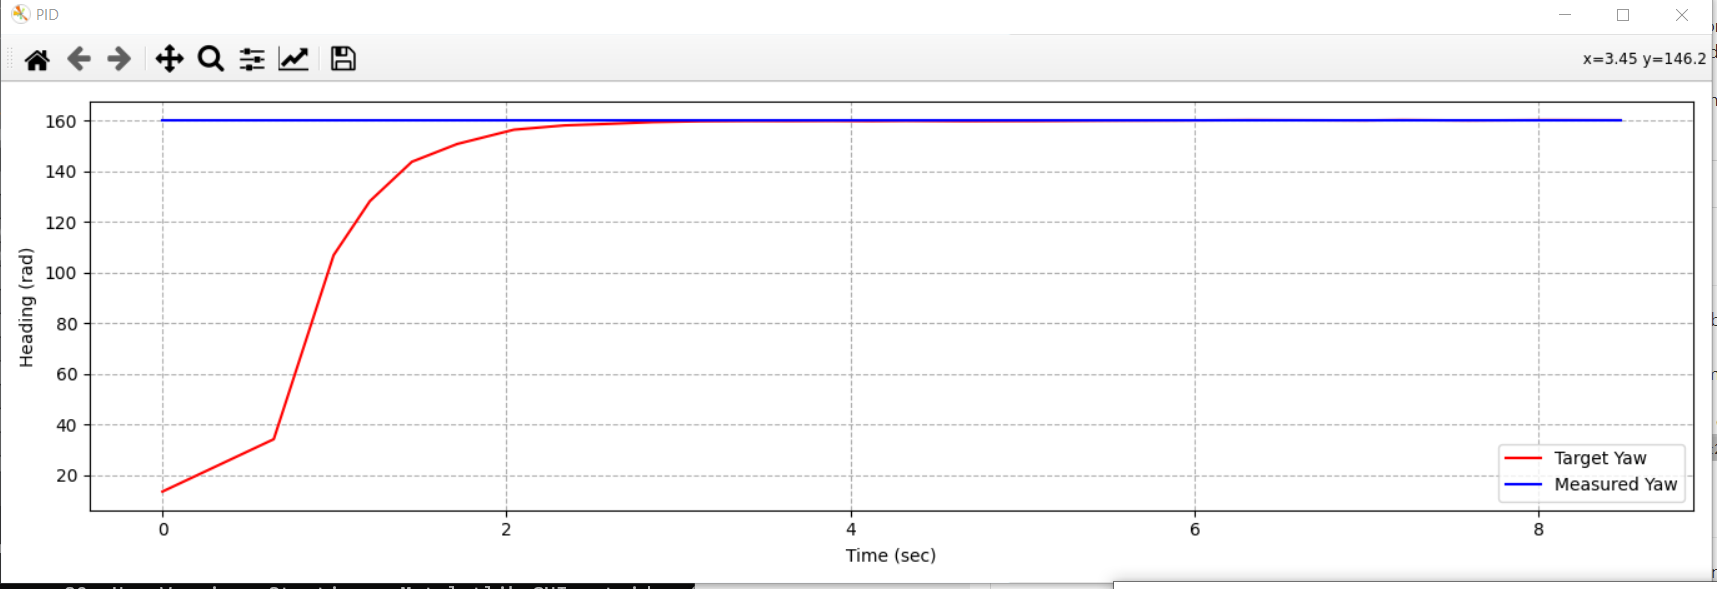 PID
x=3.45 y=146.2
160
140
120
100
80
60
40
20
Heading (rad)
0 2 4 6 8
Time (sec)
Target Yaw
Measured Yaw